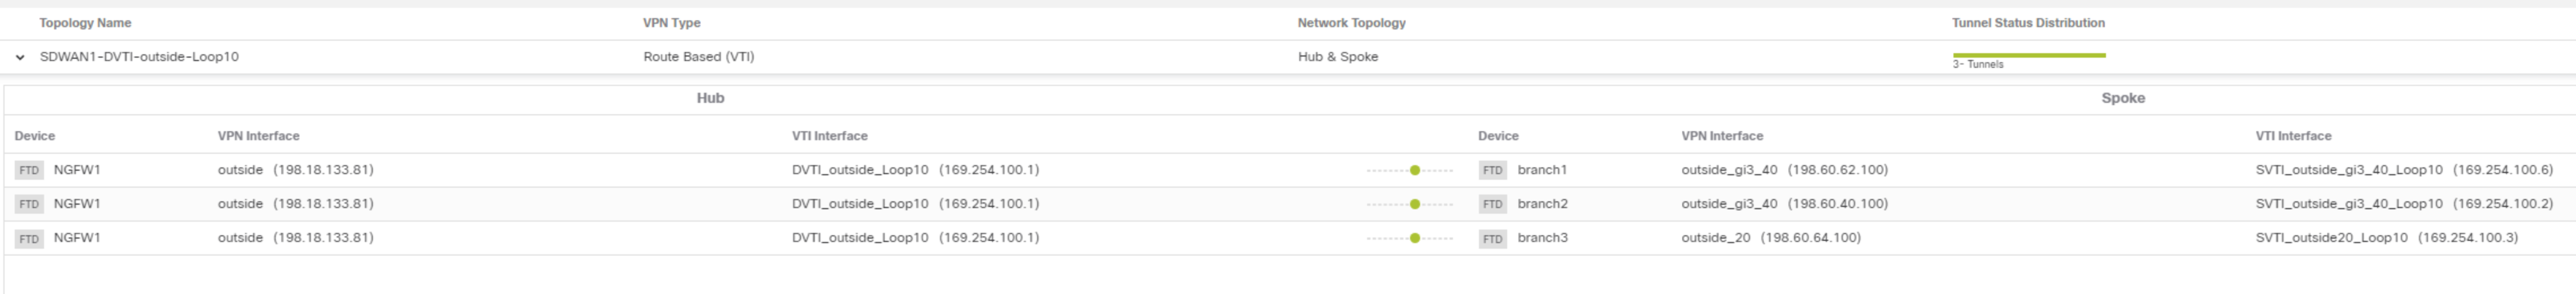 Topology Name VPN Type Network Topology Tunnel Status Distribution
SDWAN1-DVTI-outside-Loop10 Route Based (VTI) Hub & Spoke
3- Tunnels
Hub Spoke
Device VPN Interface VTI Interface Device VPN Interface VTI Interface
FTD NGFW1 outside (198.18.133.81) DVTI_outside_Loop10 (169.254.100.1) FTD branch1 outside_gi3_40 (198.60.62.100) SVTI_outside_gi3_40_Loop10 (169.254.100.6)
FTD NGFW1 outside (198.18.133.81) DVTI_outside_Loop10 (169.254.100.1) FTD branch2 outside_gi3_40 (198.60.40.100) SVTI_outside_gi3_40_Loop10 (169.254.100.2)
FTD NGFW1 outside (198.18.133.81) DVTI_outside_Loop10 (169.254.100.1) FTD branch3 outside_20 (198.60.64.100) SVTI_outside20_Loop10 (169.254.100.3)